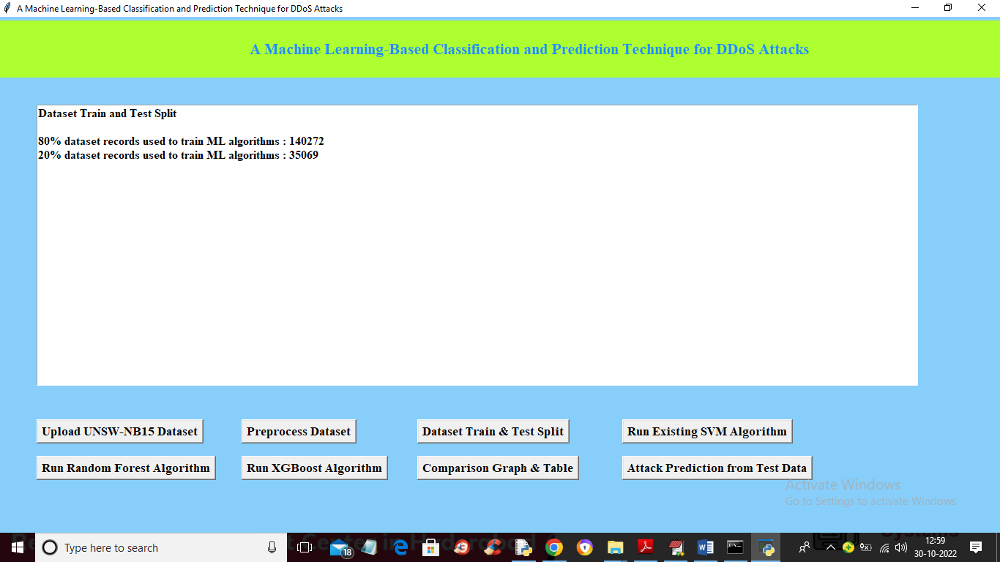 A Machine Learning-Based Classification and Prediction Technique for DDoS Attacks
A Machine Learning-Based Classification and Prediction Technique for DDoS Attacks
Dataset Train and Test Split
80% dataset records used to train ML algorithms : 140272
20% dataset records used to train ML algorithms : 35069
Upload UNSW-NB15 Dataset
Preprocess Dataset
Dataset Train & Test Split
Run Existing SVM Algorithm
Run Random Forest Algorithm
Run XGBoost Algorithm
Comparison Graph & Table
Attack Prediction from Test Data
Activate Windows
Go to Settings to activate Windows.
Type here to search
18
12:59
30-10-2022